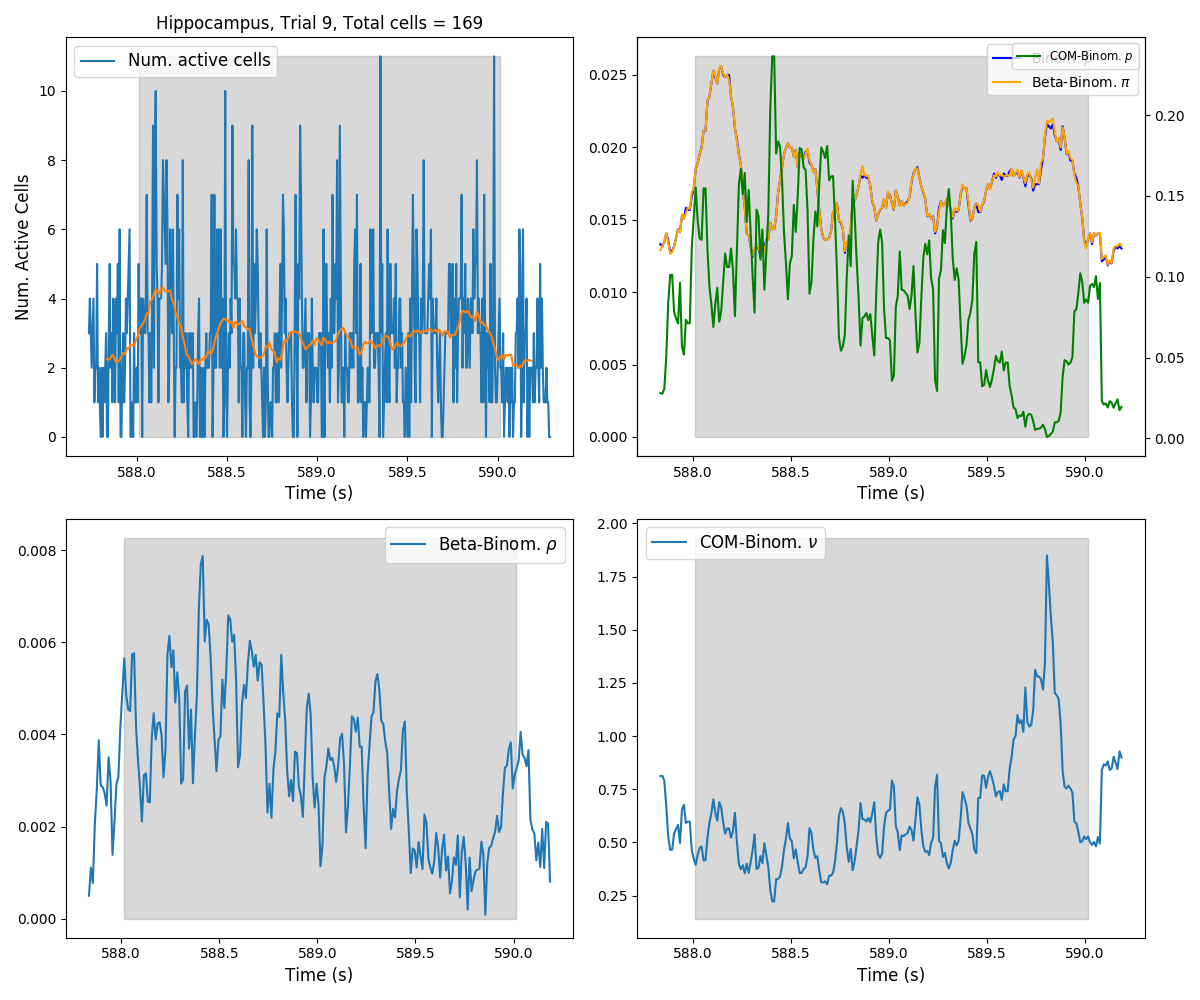 Hippocampus, Trial 9, Total cells = 169
Num. active cells
Num. Active Cells
10
8
6
4
2
0
588.0 588.5 589.0 589.5 590.0
Time (s)
COM-Binom. p
Binom. p
Beta-Binom. π
0.025
0.020
0.015
0.010
0.005
0.000
0.20
0.15
0.10
0.05
0.00
588.0 588.5 589.0 589.5 590.0
Time (s)
Beta-Binom. ρ
0.008
0.006
0.004
0.002
0.000
588.0 588.5 589.0 589.5 590.0
Time (s)
COM-Binom. ν
2.00
1.75
1.50
1.25
1.00
0.75
0.50
0.25
588.0 588.5 589.0 589.5 590.0
Time (s)